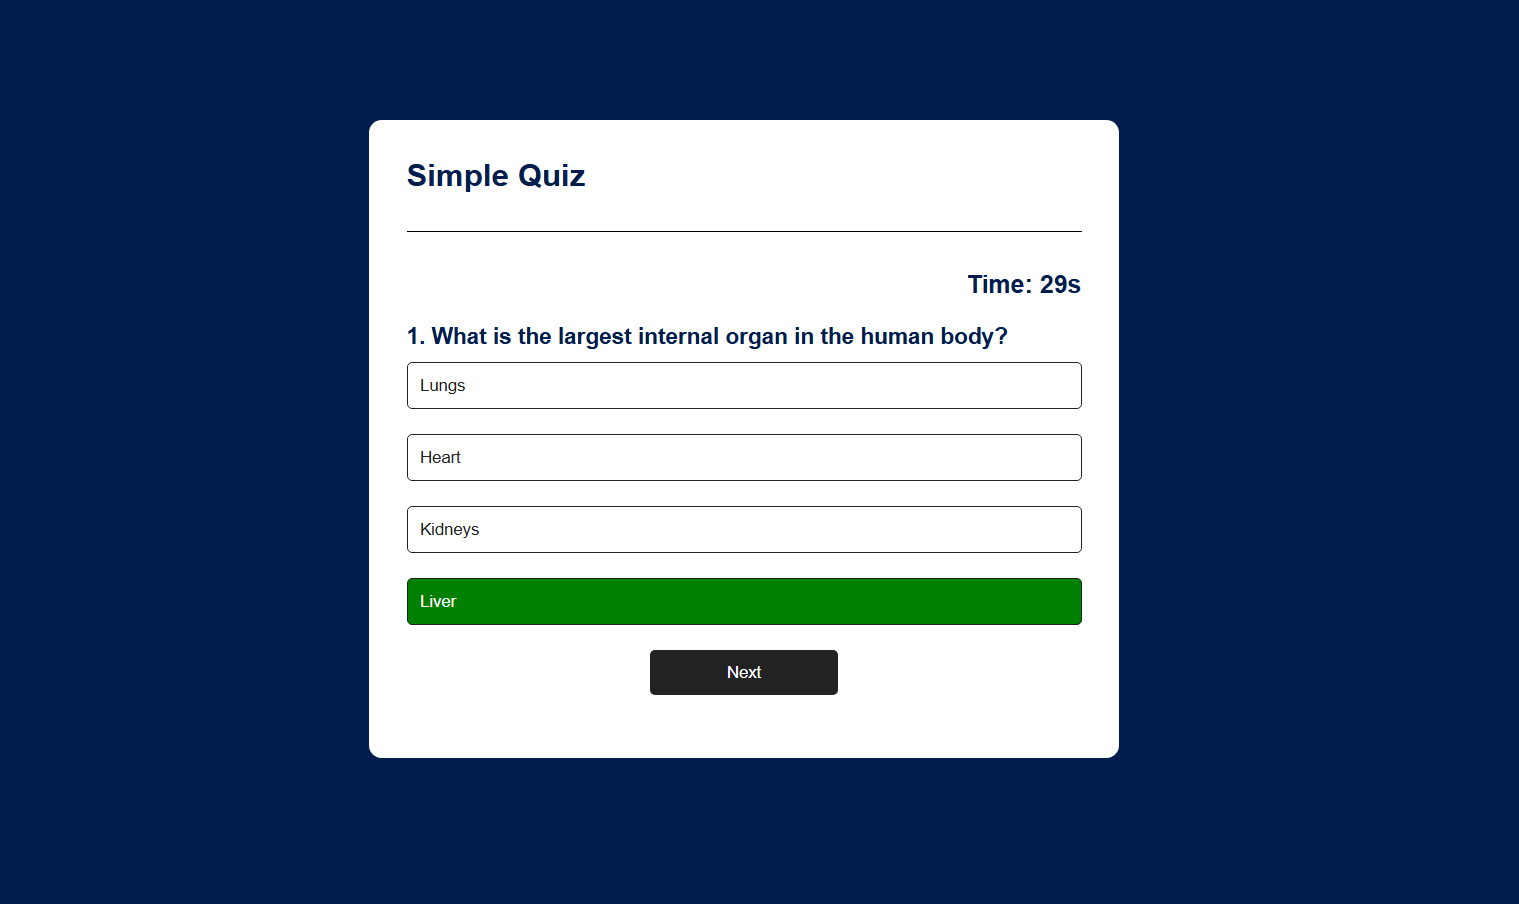 Simple Quiz
Time: 29s
1. What is the largest internal organ in the human body?
Lungs
Heart
Kidneys
Liver
Next